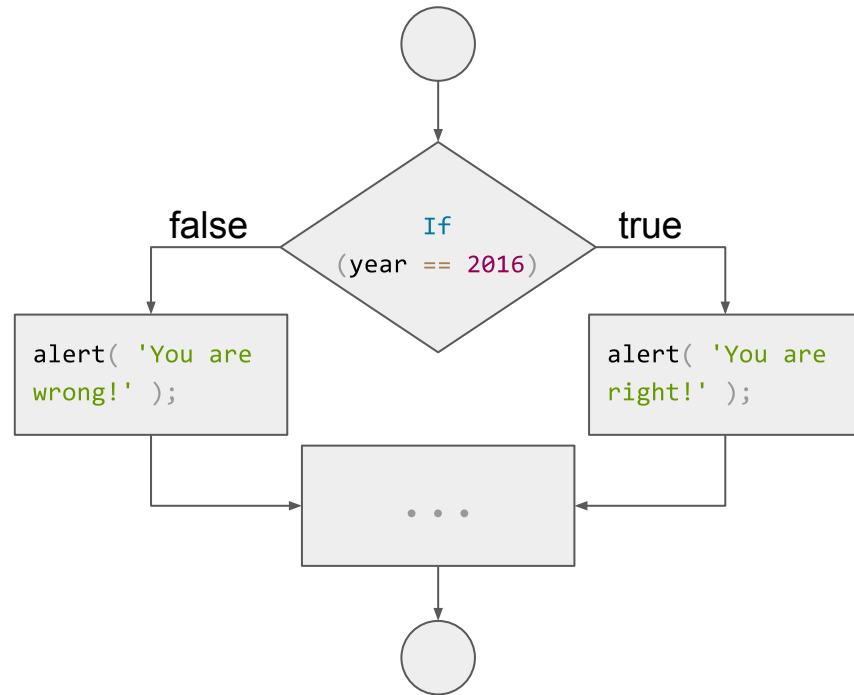 false
true
If
(year == 2016)
alert( 'You are
wrong!' );
alert( 'You are
right!' );
...